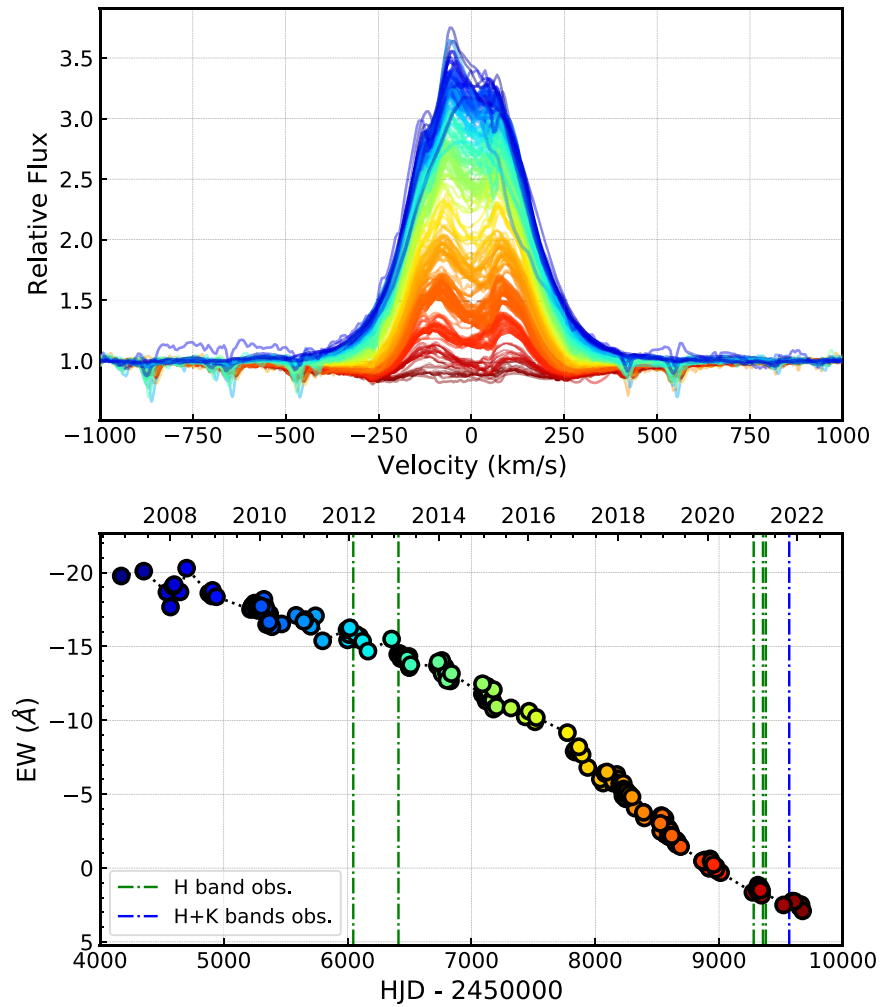 3.5
3.0
2.5
2.0
1.5
1.0
Relative Flux
−1000 −750 −500 −250 0 250 500 750 1000
Velocity (km/s)
2008 2010 2012 2014 2016 2018 2020 2022
−20
−15
−10
−5
0
5
EW (Å)
H band obs.
H+K bands obs.
4000 5000 6000 7000 8000 9000 10000
HJD - 2450000